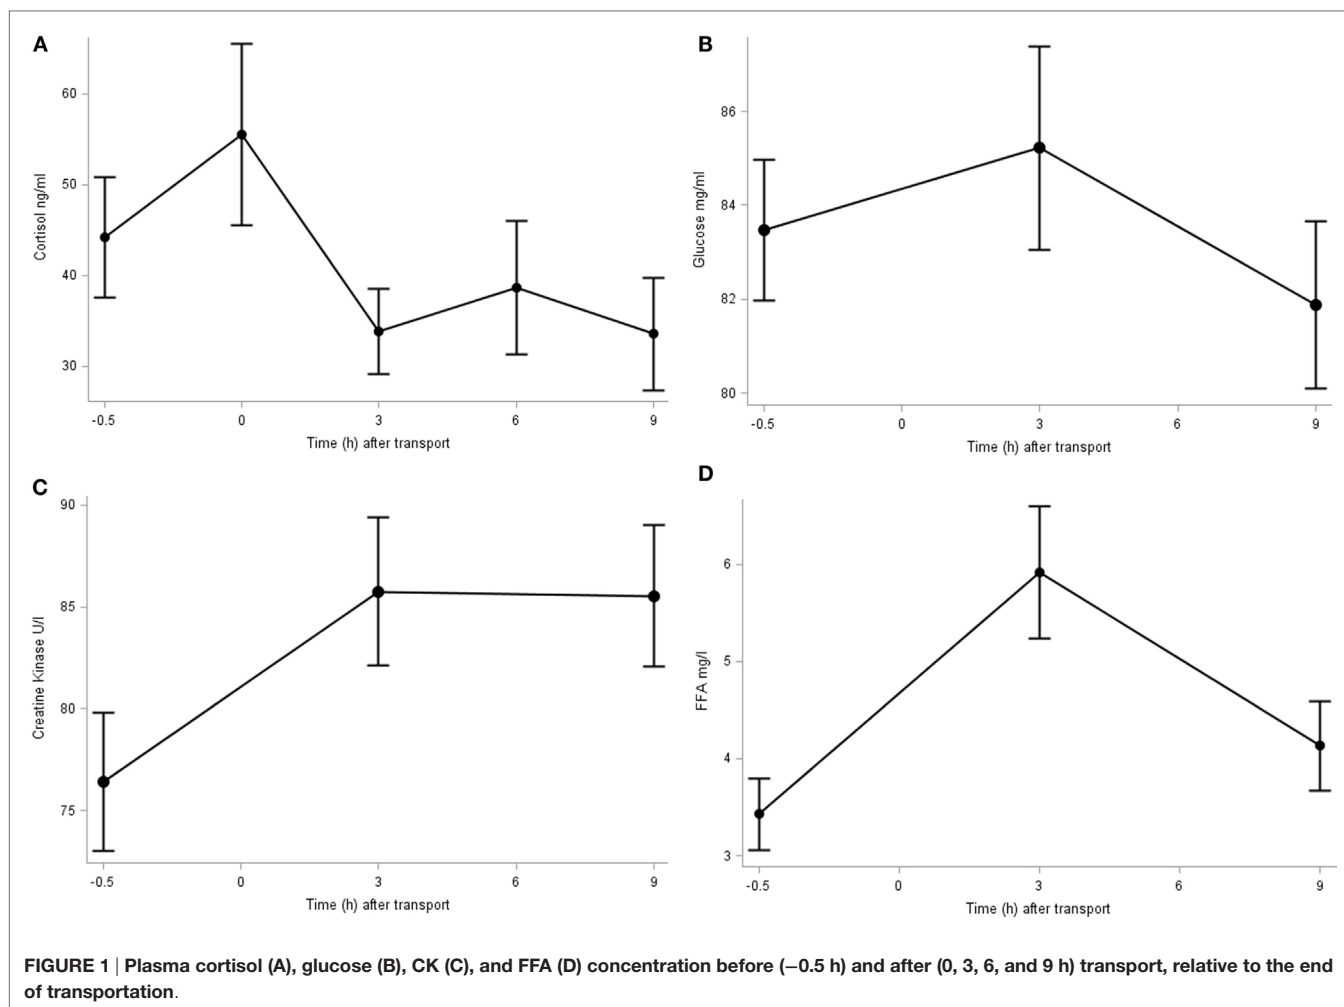 A
60
50
40
30
Cortisol ng/ml
-0.5 0 3 6 9
Time (h) after transport
B
86
84
82
80
Glucose mg/ml
-0.5 0 3 6 9
Time (h) after transport
C
90
85
80
75
Creatine Kinase U/l
-0.5 0 3 6 9
Time (h) after transport
D
6
5
4
3
FFA mg/l
-0.5 0 3 6 9
Time (h) after transport
FIGURE 1 | Plasma cortisol (A), glucose (B), CK (C), and FFA (D) concentration before (−0.5 h) and after (0, 3, 6, and 9 h) transport, relative to the end
of transportation.